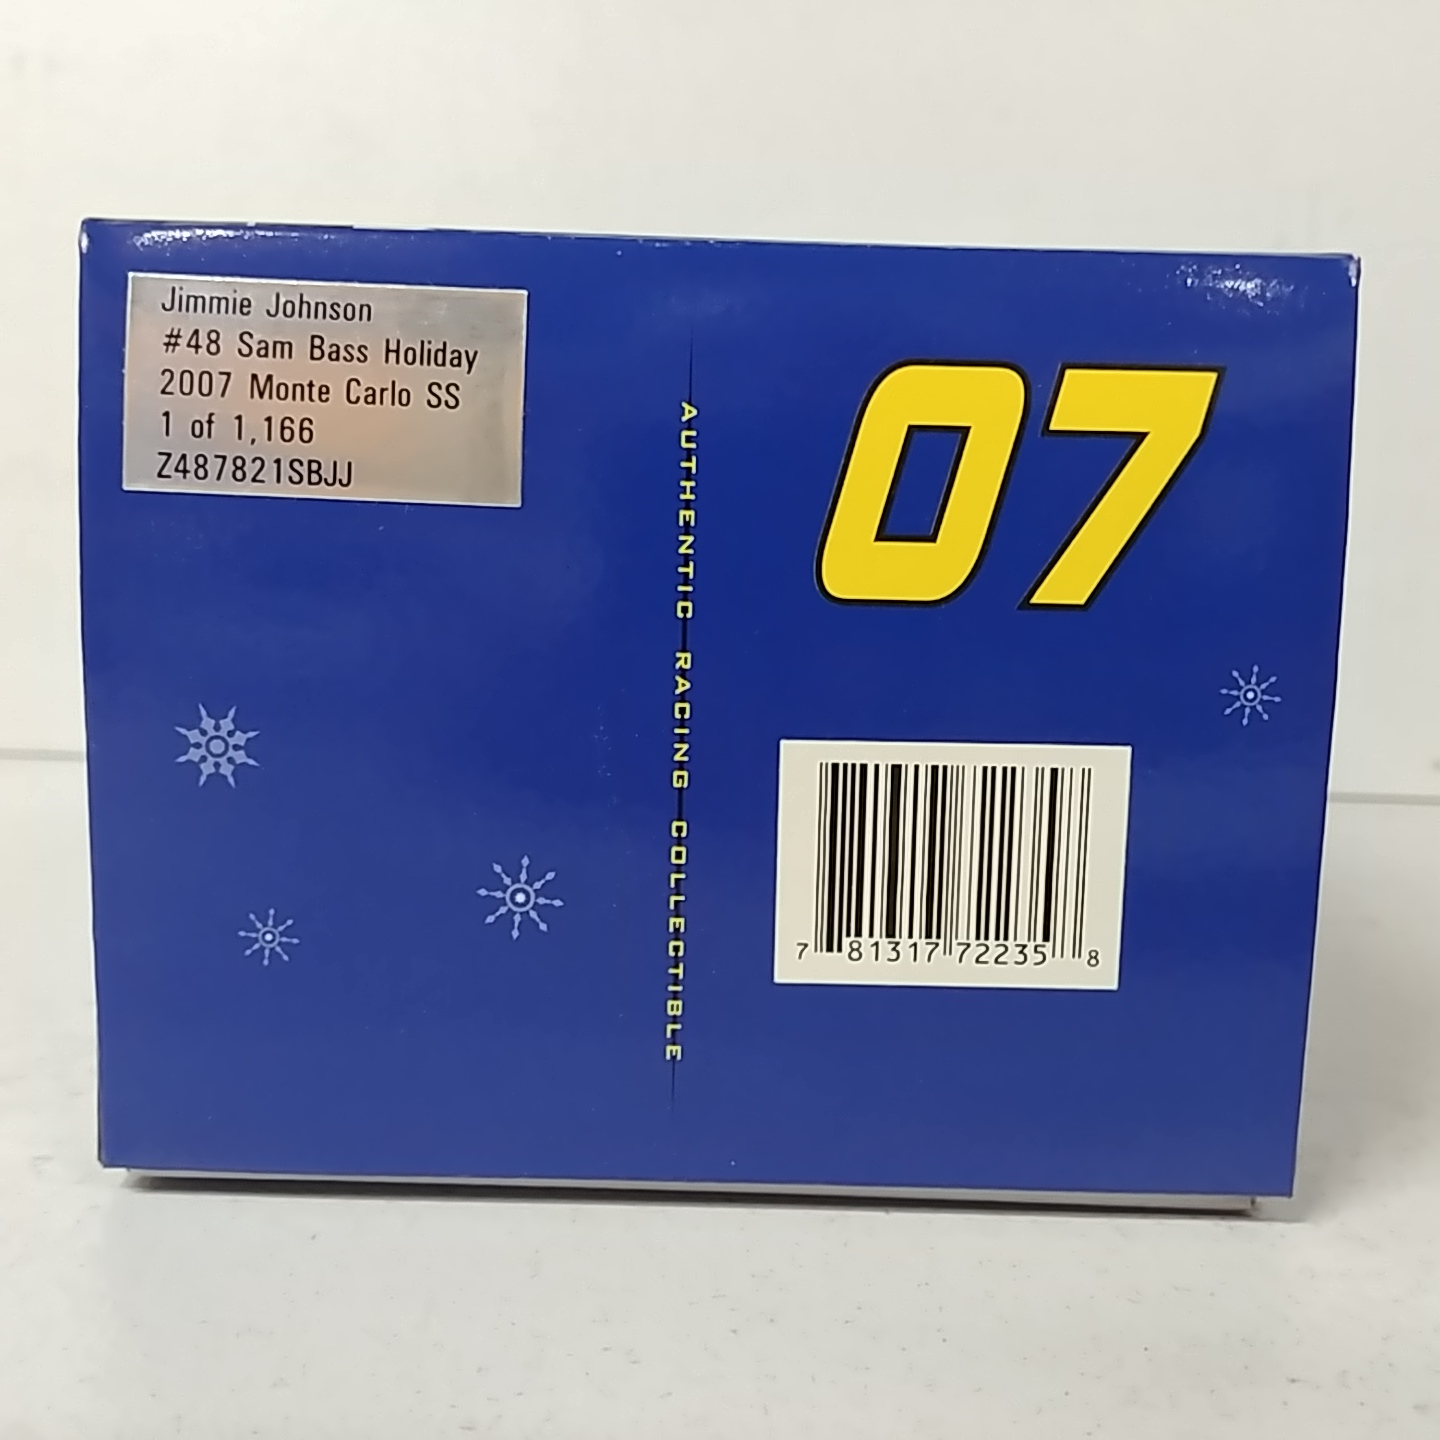 Jimmie Johnson
#48 Sam Bass Holiday
2007 Monte Carlo SS
1 of 1,166
Z487821SBJJ
AUTHENTIC RACING COLLECTIBLE
07
7 81317 72235 8